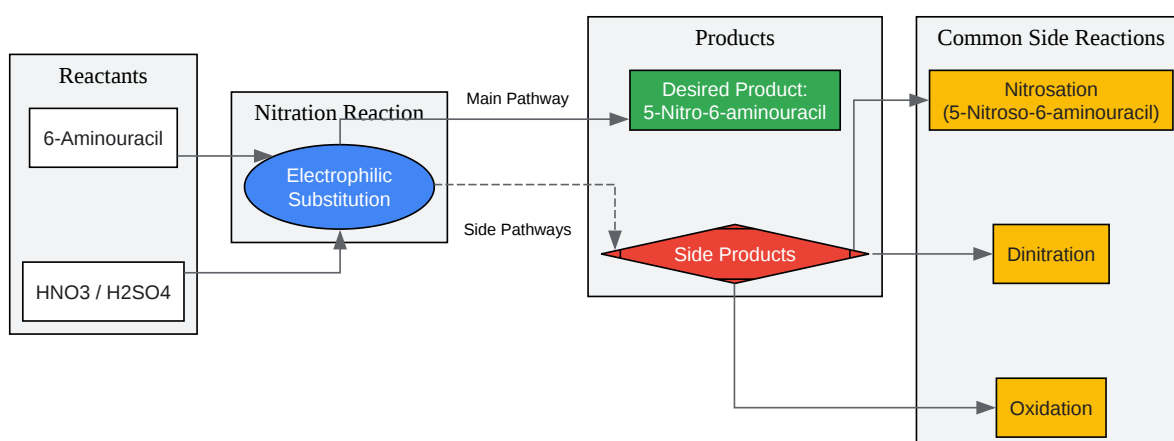 Reactants
6-Aminouracil
HNO3 / H2SO4
Nitration Reaction
Electrophilic
Substitution
Main Pathway
Side Pathways
Products
Desired Product:
5-Nitro-6-aminouracil
Side Products
Common Side Reactions
Nitrosation
(5-Nitroso-6-aminouracil)
Dinitration
Oxidation